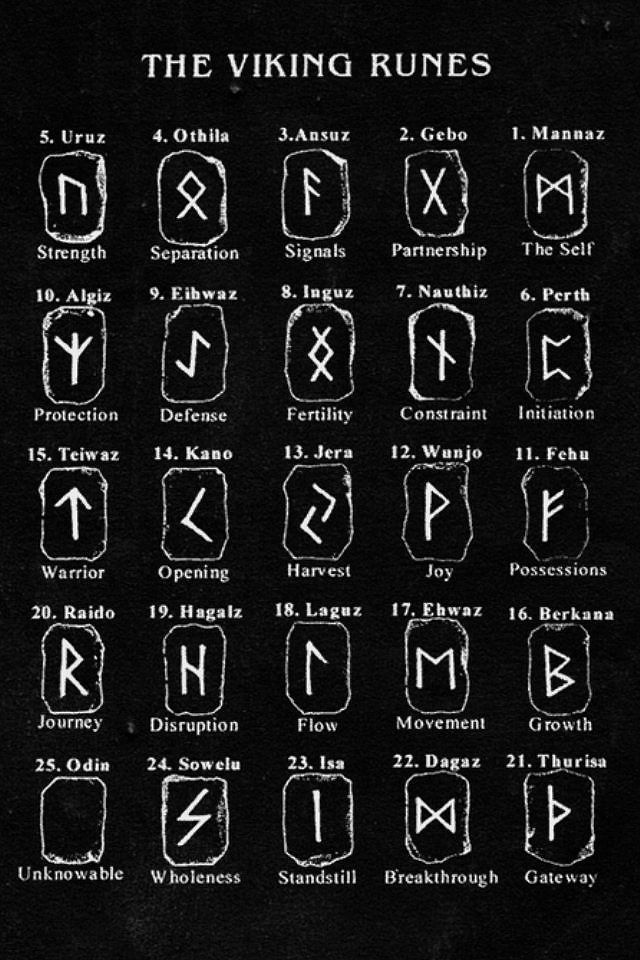 THE VIKING RUNES
5. Uruz 4. Othila 3.Ansuz 2. Gebo 1. Mannaz
ᚢ ᛟ ᚨ ᚷ ᛗ
Strength Separation Signals Partnership The Self
10. Algiz 9. Eihwaz 8. Inguz 7. Nauthiz 6. Perth
ᛉ ᛇ ᛝ ᚾ ᛈ
Protection Defense Fertility Constraint Initiation
15. Teiwaz 14. Kano 13. Jera 12. Wunjo 11. Fehu
ᛏ ᚲ ᛃ ᚹ ᚠ
Warrior Opening Harvest Joy Possessions
20. Raido 19. Hagalz 18. Laguz 17. Ehwaz 16. Berkana
ᚱ ᚺ ᛚ ᛖ ᛒ
Journey Disruption Flow Movement Growth
25. Odin 24. Sowelu 23. Isa 22. Dagaz 21. Thurisa
ᛊ ᛁ ᛞ ᚦ
Unknowable Wholeness Standstill Breakthrough Gateway